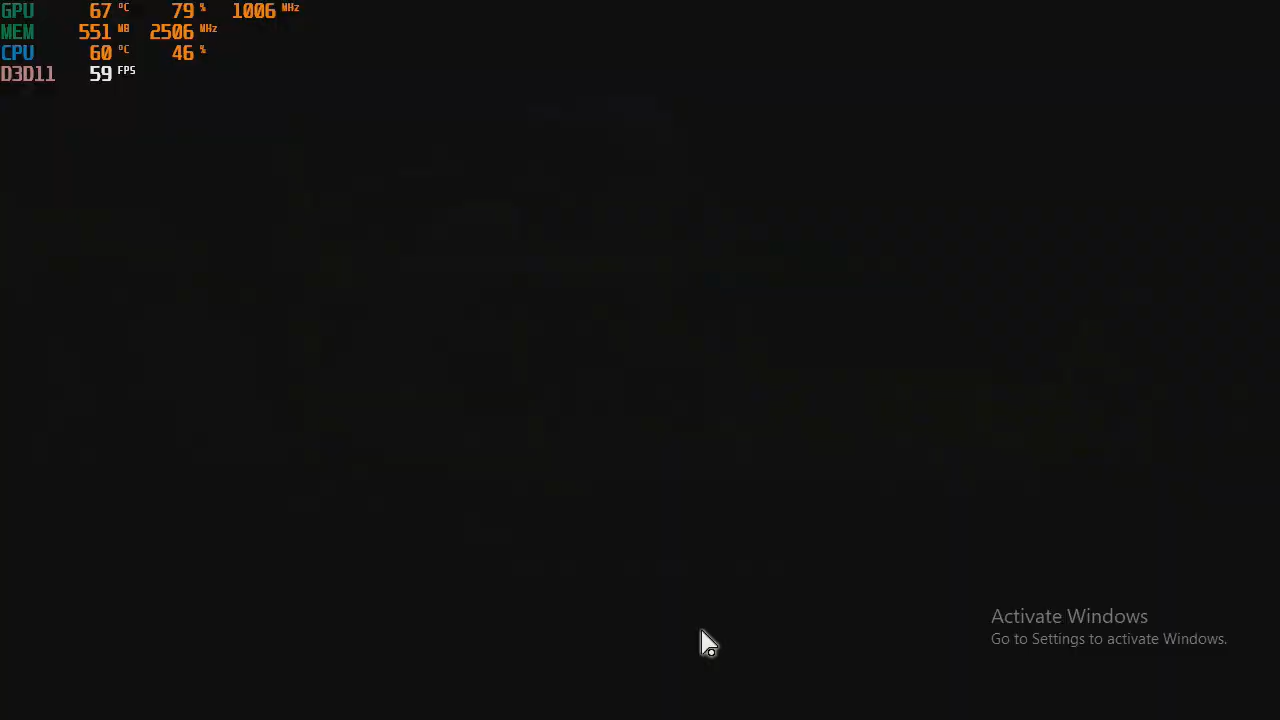 GPU 67 °C 79 % 1006 MHz
MEM 551 MB 2506 MHz
CPU 60 °C 46 %
D3D11 59 FPS
Activate Windows
Go to Settings to activate Windows.